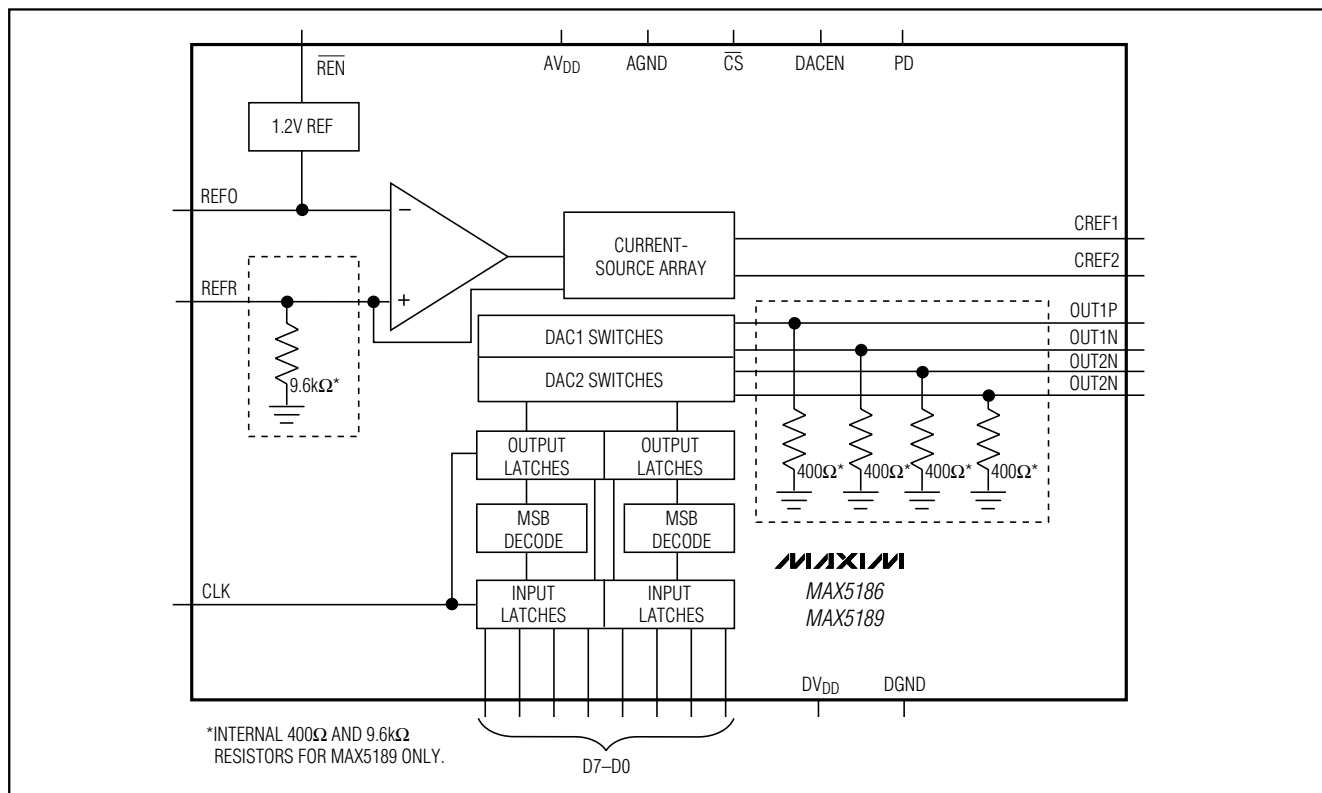 REN
AVDD
AGND
CS
DACEN
PD
1.2V REF
REFO
−
CURRENT-
SOURCE ARRAY
CREF1
CREF2
REFR
+
9.6kΩ*
DAC1 SWITCHES
DAC2 SWITCHES
OUT1P
OUT1N
OUT2N
OUT2N
400Ω*
400Ω*
400Ω*
400Ω*
OUTPUT
LATCHES
OUTPUT
LATCHES
MSB
DECODE
MSB
DECODE
CLK
INPUT
LATCHES
INPUT
LATCHES
MAXIM
MAX5186
MAX5189
DVDD
DGND
*INTERNAL 400Ω AND 9.6kΩ
RESISTORS FOR MAX5189 ONLY.
D7–D0